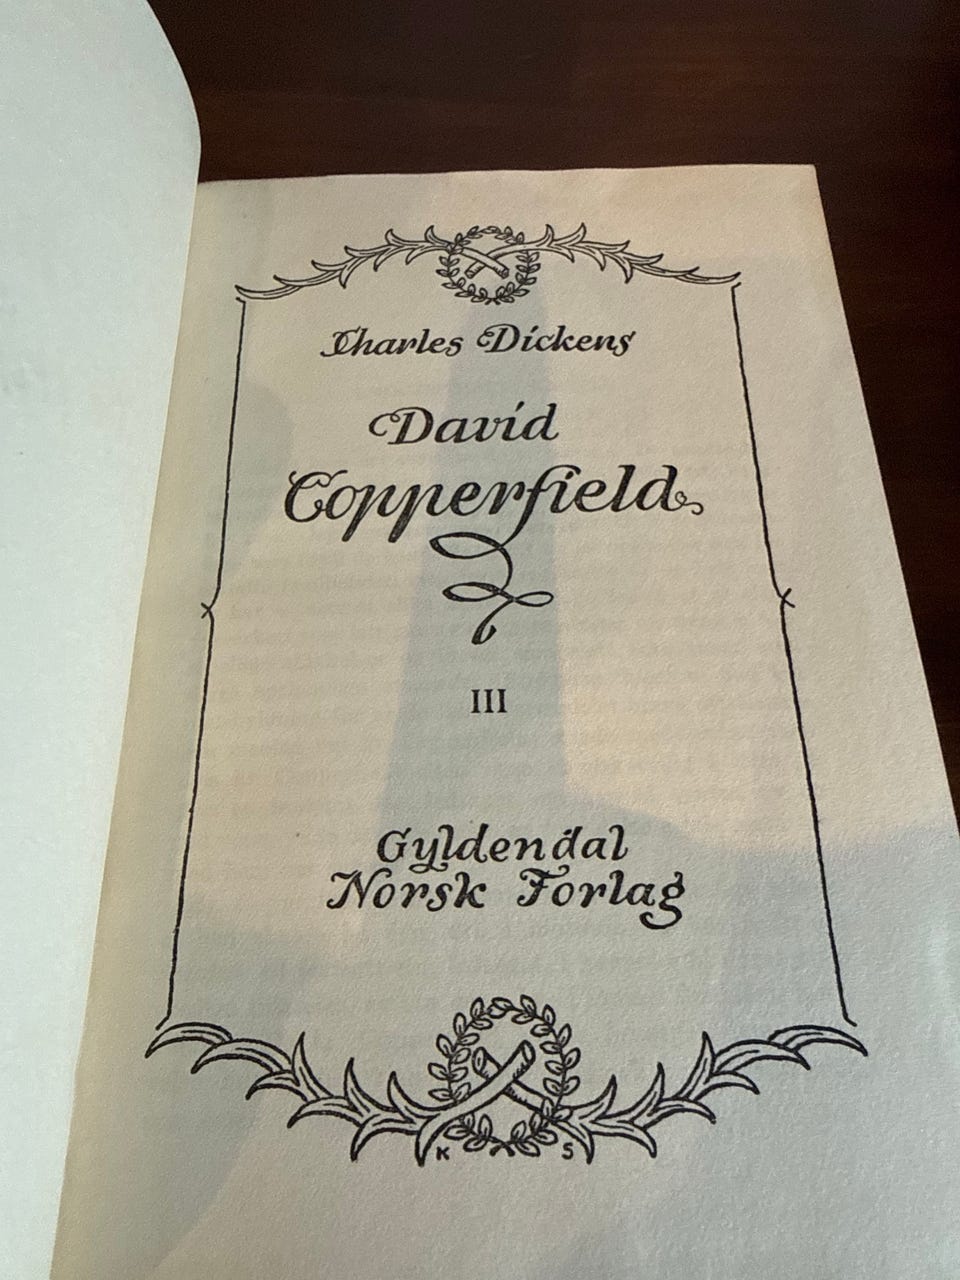 Charles Dickens
David
Copperfield
III
Gyldendal
Norsk Forlag
K S